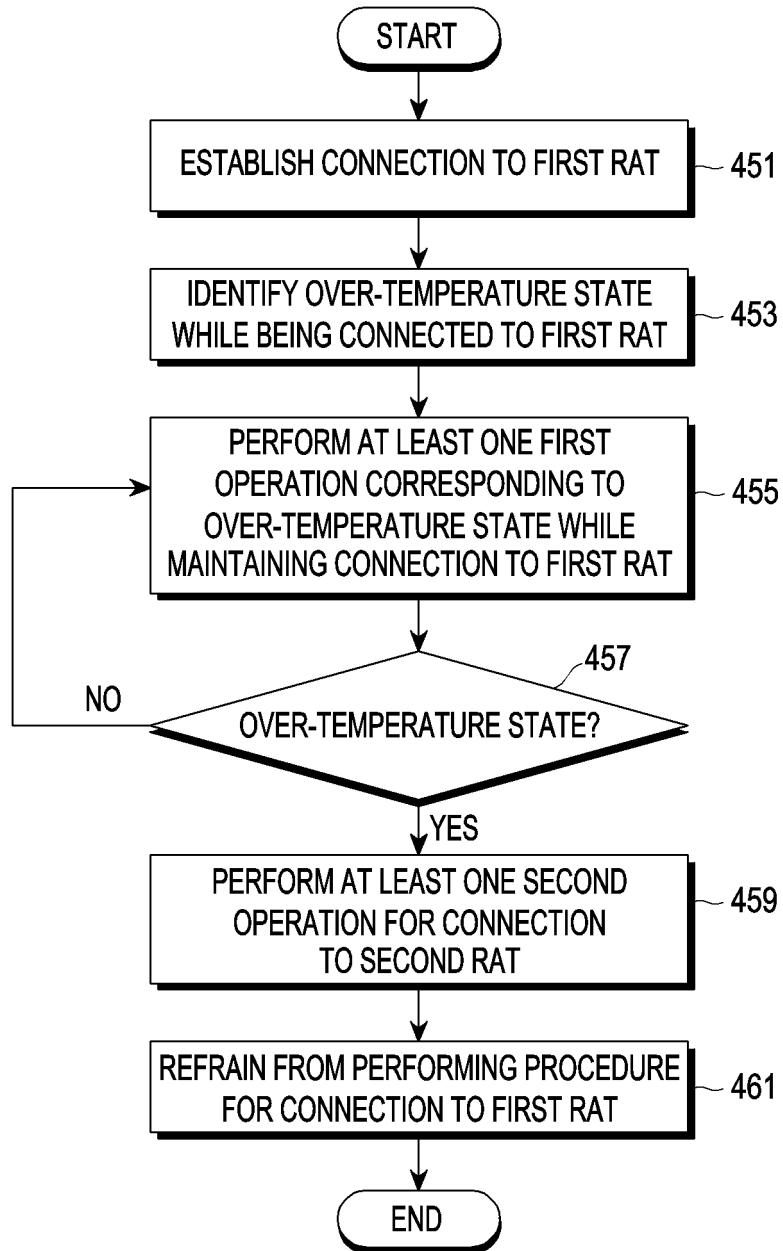 START
ESTABLISH CONNECTION TO FIRST RAT
451
IDENTIFY OVER-TEMPERATURE STATE
WHILE BEING CONNECTED TO FIRST RAT
453
PERFORM AT LEAST ONE FIRST
OPERATION CORRESPONDING TO
OVER-TEMPERATURE STATE WHILE
MAINTAINING CONNECTION TO FIRST RAT
455
457
NO
OVER-TEMPERATURE STATE?
YES
PERFORM AT LEAST ONE SECOND
OPERATION FOR CONNECTION
TO SECOND RAT
459
REFRAIN FROM PERFORMING PROCEDURE
FOR CONNECTION TO FIRST RAT
461
END